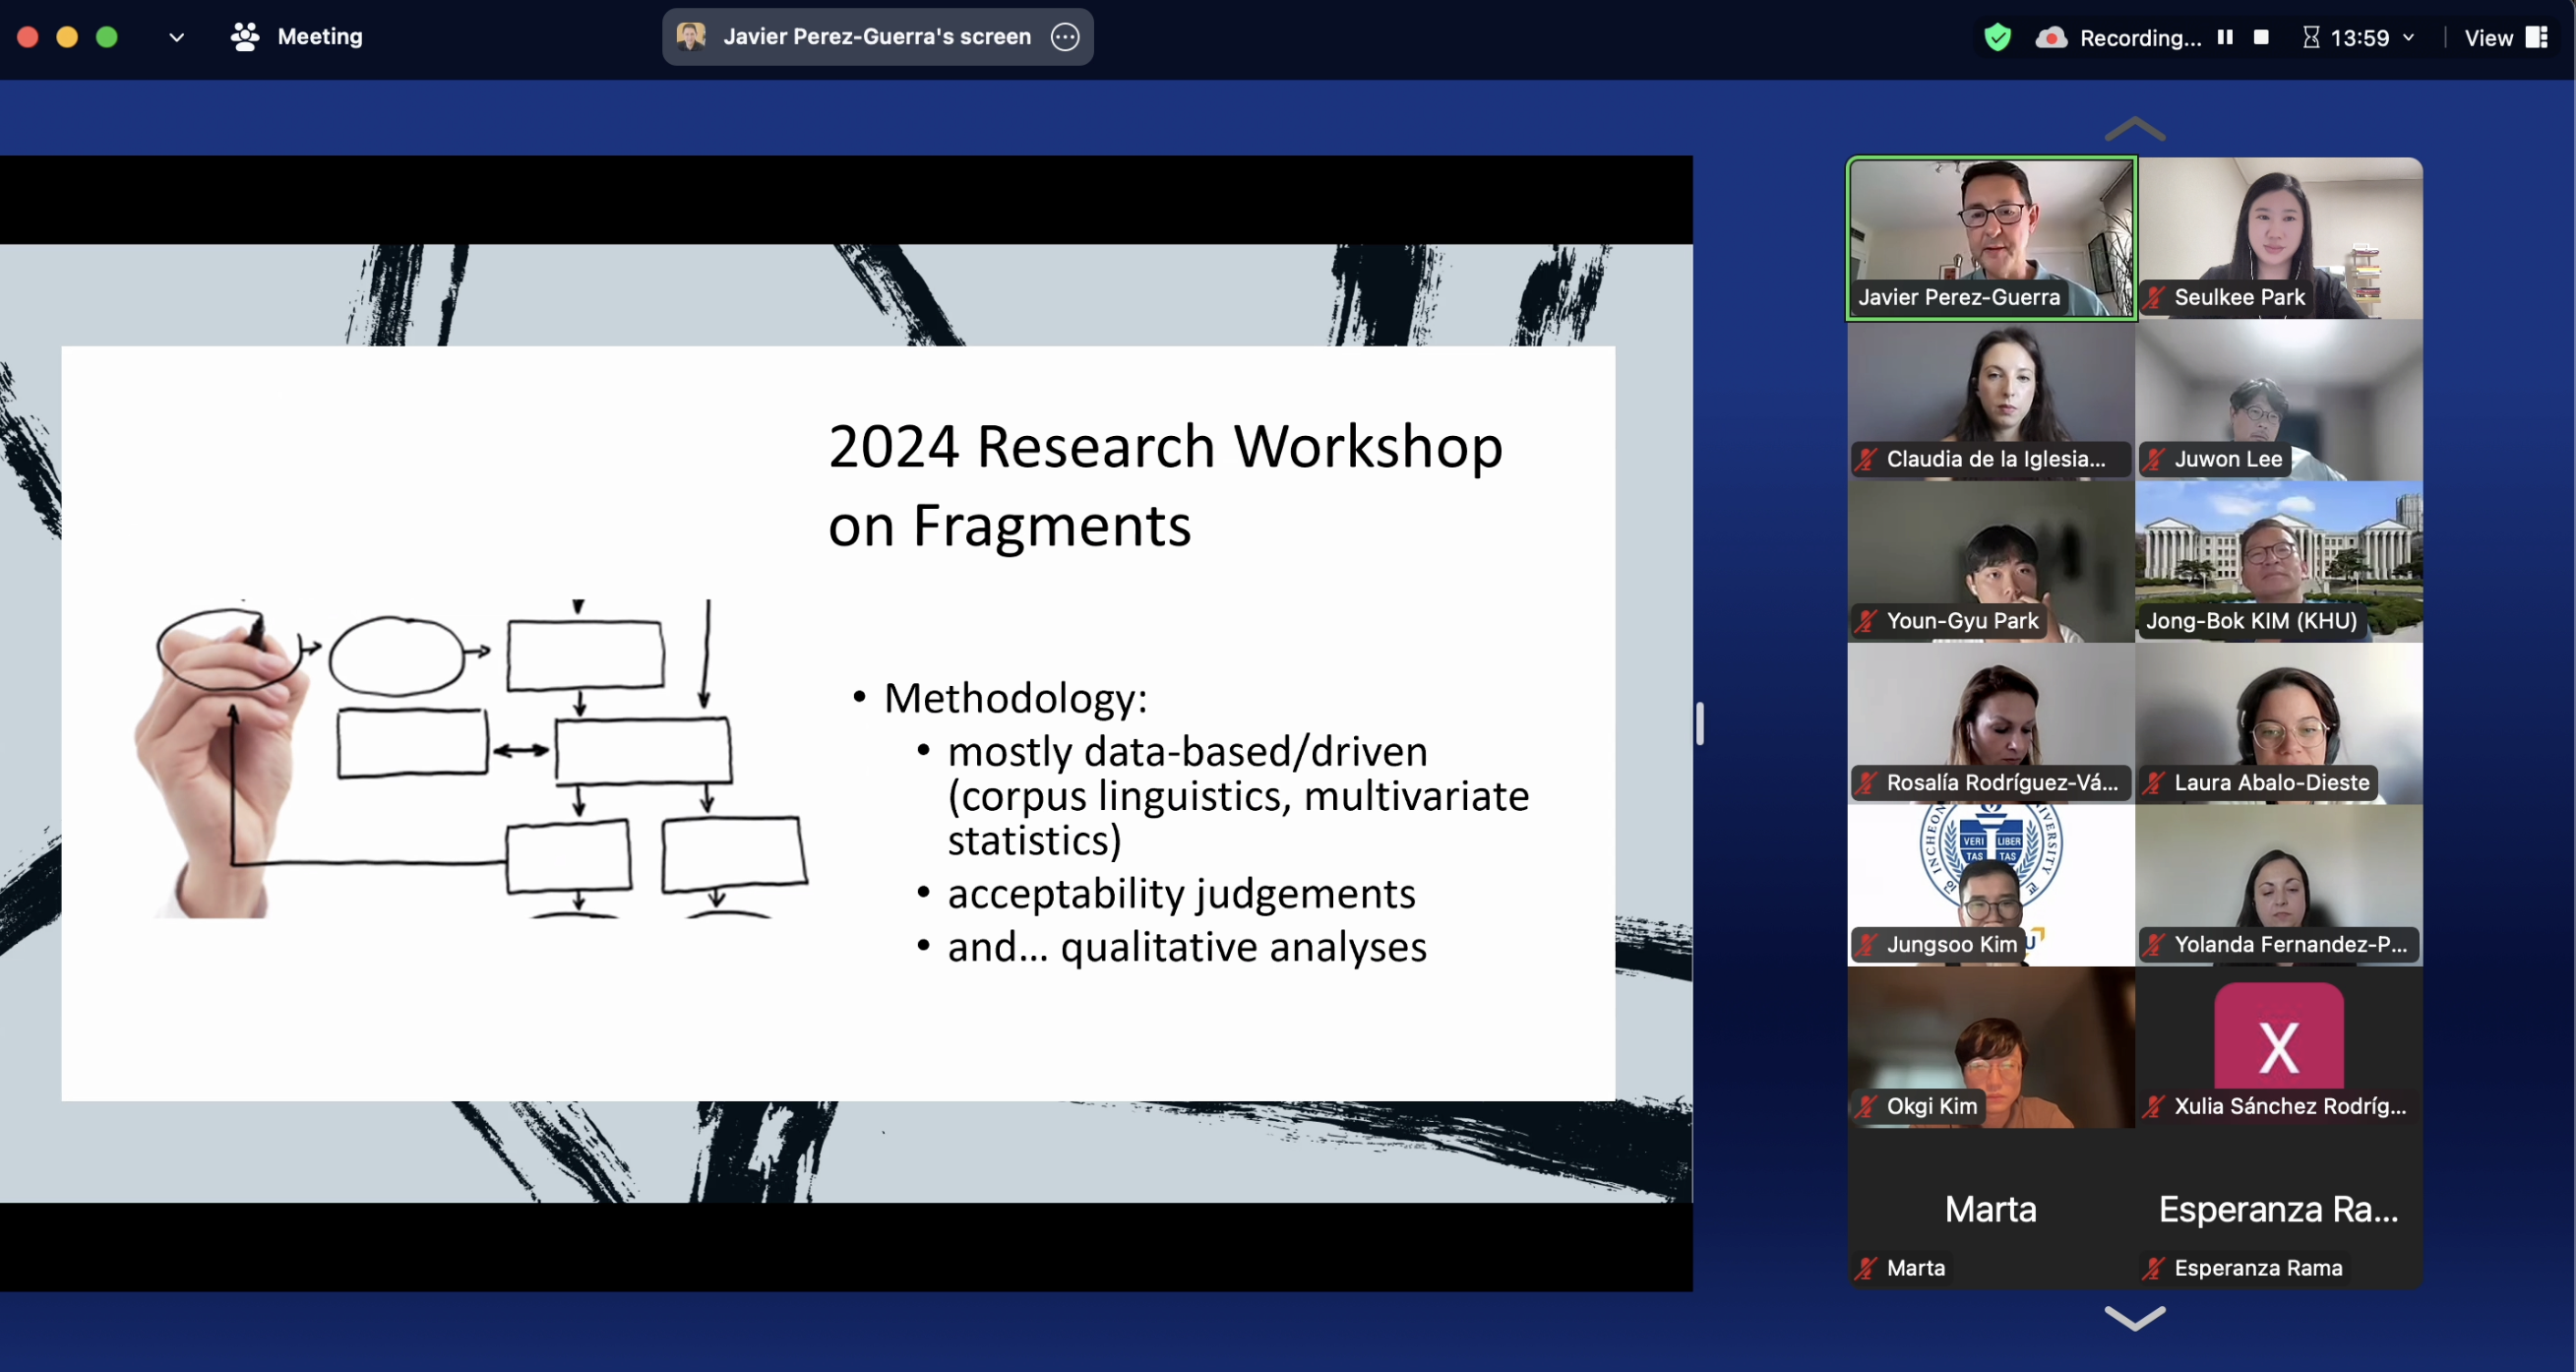 Meeting
Javier Perez-Guerra's screen
Recording...
13:59
View
2024 Research Workshop
on Fragments
• Methodology:
• mostly data-based/driven
(corpus linguistics, multivariate
statistics)
• acceptability judgements
• and... qualitative analyses
Javier Perez-Guerra
Seulkee Park
Claudia de la Iglesia...
Juwon Lee
Youn-Gyu Park
Jong-Bok KIM (KHU)
Rosalía Rodríguez-Vá...
Laura Abalo-Dieste
VERI LIBER
TAS TAS
Jungsoo Kim
Yolanda Fernandez-P...
Okgi Kim
X
Xulia Sánchez Rodríg...
Marta
Esperanza Ra...
Marta
Esperanza Rama